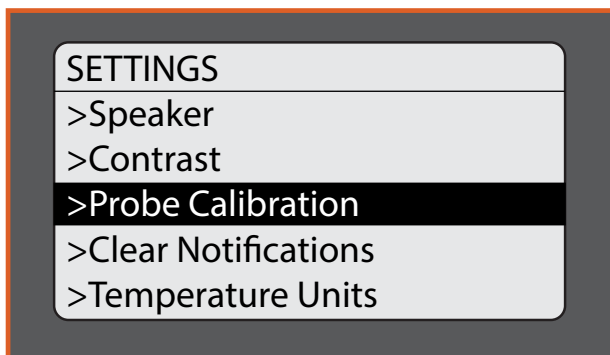 SETTINGS
>Speaker
>Contrast
>Probe Calibration
>Clear Notifications
>Temperature Units